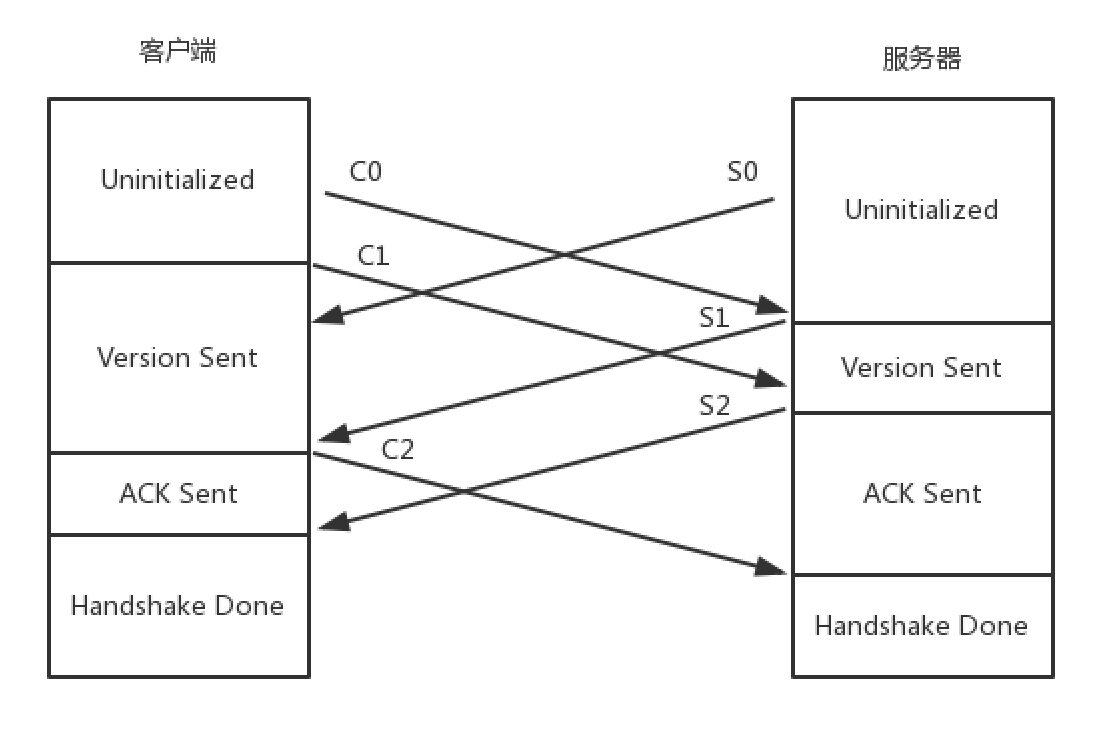 客户端
服务器
C0
S0
Uninitialized
Uninitialized
C1
S1
Version Sent
Version Sent
S2
C2
ACK Sent
ACK Sent
Handshake Done
Handshake Done